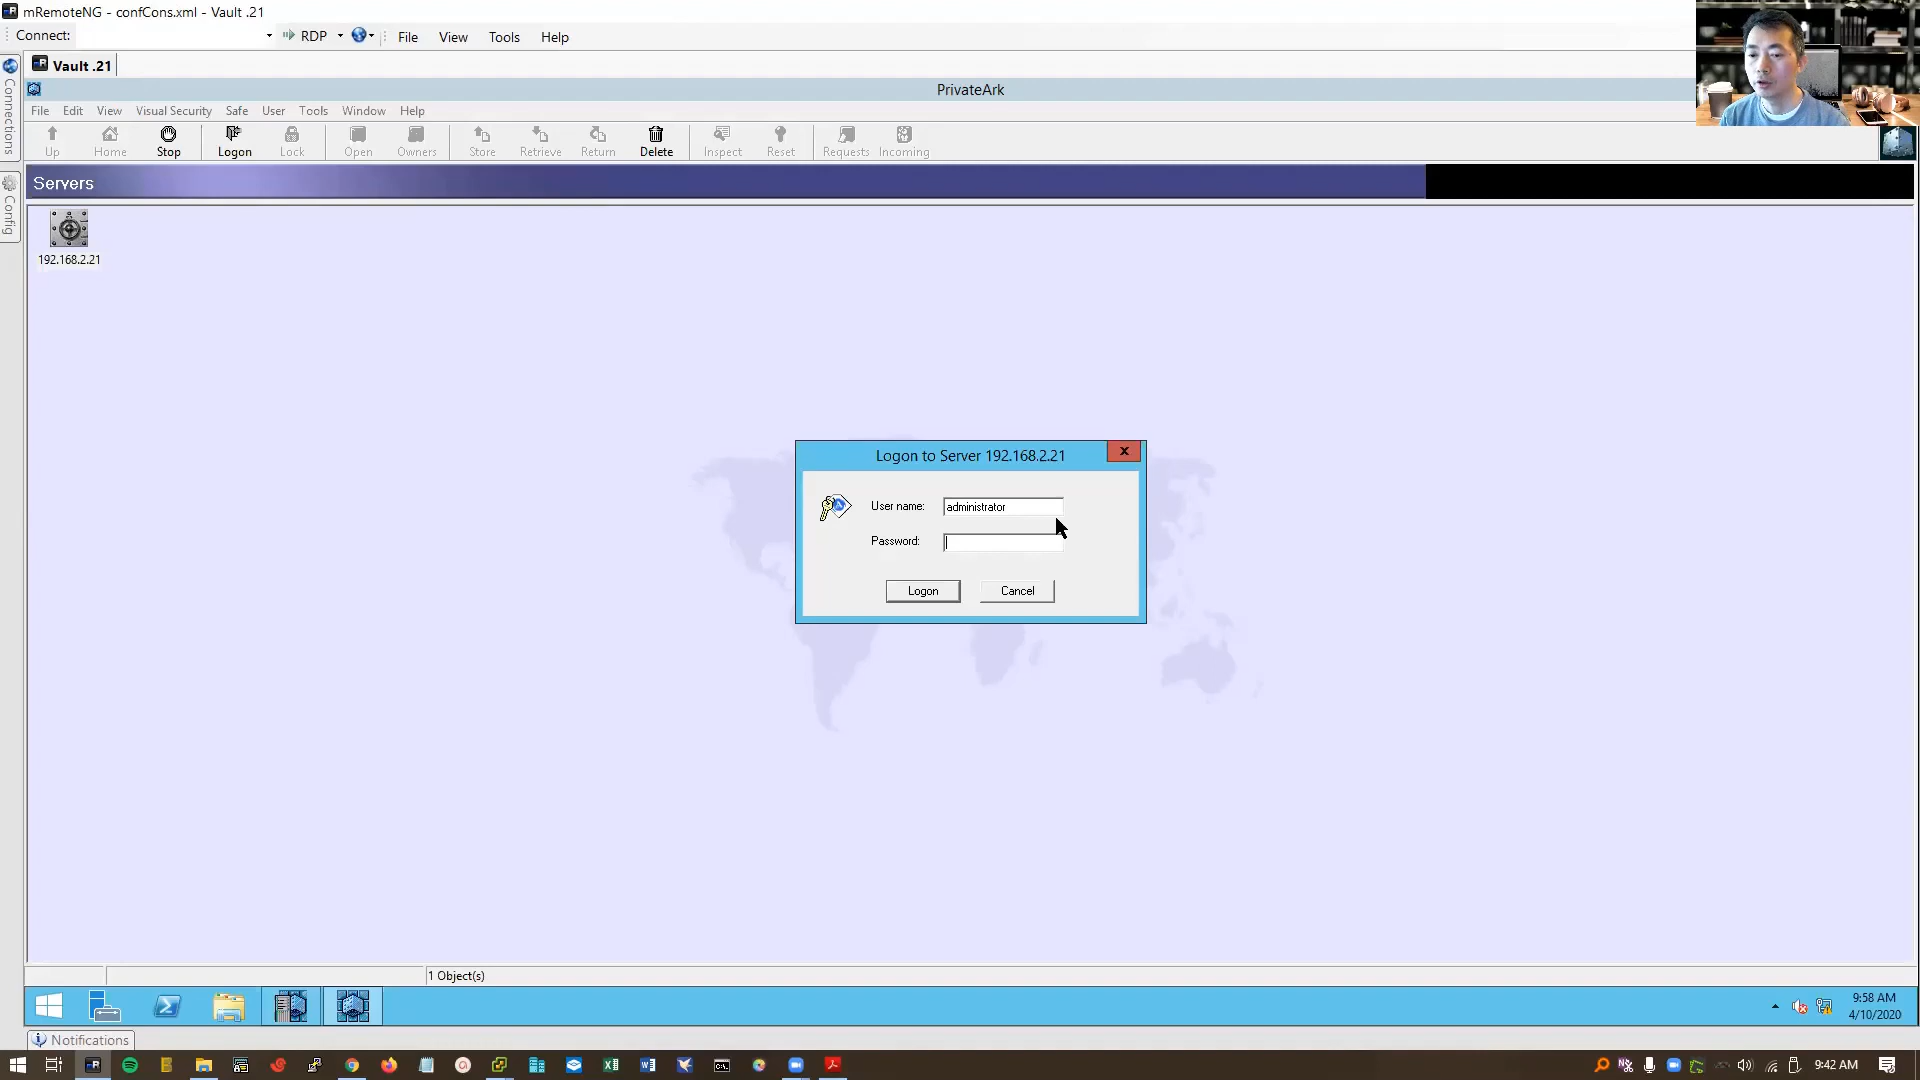 mRemoteNG - confCons.xml - Vault .21
Connect:
RDP
File
View
Tools
Help
Connections
Config
Vault .21
PrivateArk
File
Edit
View
Visual Security
Safe
User
Tools
Window
Help
Up
Home
Stop
Logon
Lock
Open
Owners
Store
Retrieve
Return
Delete
Inspect
Reset
Requests
Incoming
Servers
192.168.2.21
Logon to Server 192.168.2.21
x
User name:
administrator
Password:
Logon
Cancel
1 Object(s)
9:58 AM
4/10/2020
Notifications
9:42 AM